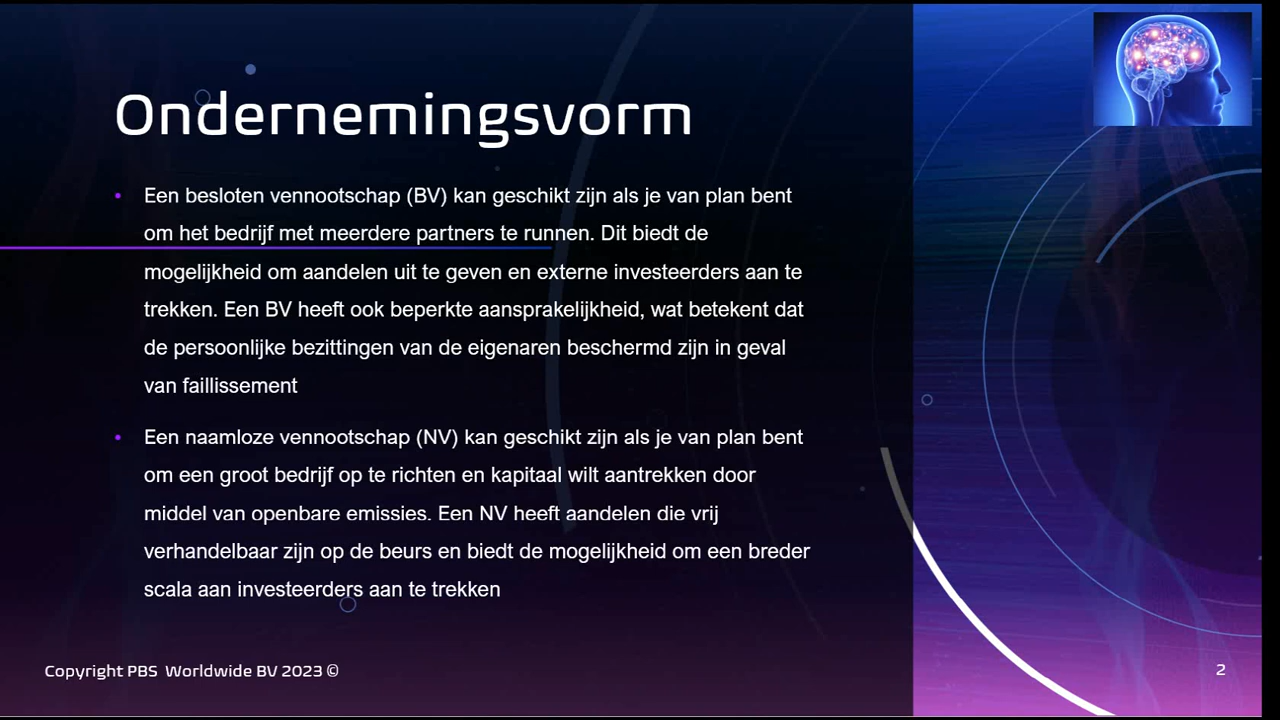 Ondernemingsvorm
• Een besloten vennootschap (BV) kan geschikt zijn als je van plan bent
om het bedrijf met meerdere partners te runnen. Dit biedt de
mogelijkheid om aandelen uit te geven en externe investeerders aan te
trekken. Een BV heeft ook beperkte aansprakelijkheid, wat betekent dat
de persoonlijke bezittingen van de eigenaren beschermd zijn in geval
van faillissement
• Een naamloze vennootschap (NV) kan geschikt zijn als je van plan bent
om een groot bedrijf op te richten en kapitaal wilt aantrekken door
middel van openbare emissies. Een NV heeft aandelen die vrij
verhandelbaar zijn op de beurs en biedt de mogelijkheid om een breder
scala aan investeerders aan te trekken
Copyright PBS Worldwide BV 2023 ©
2